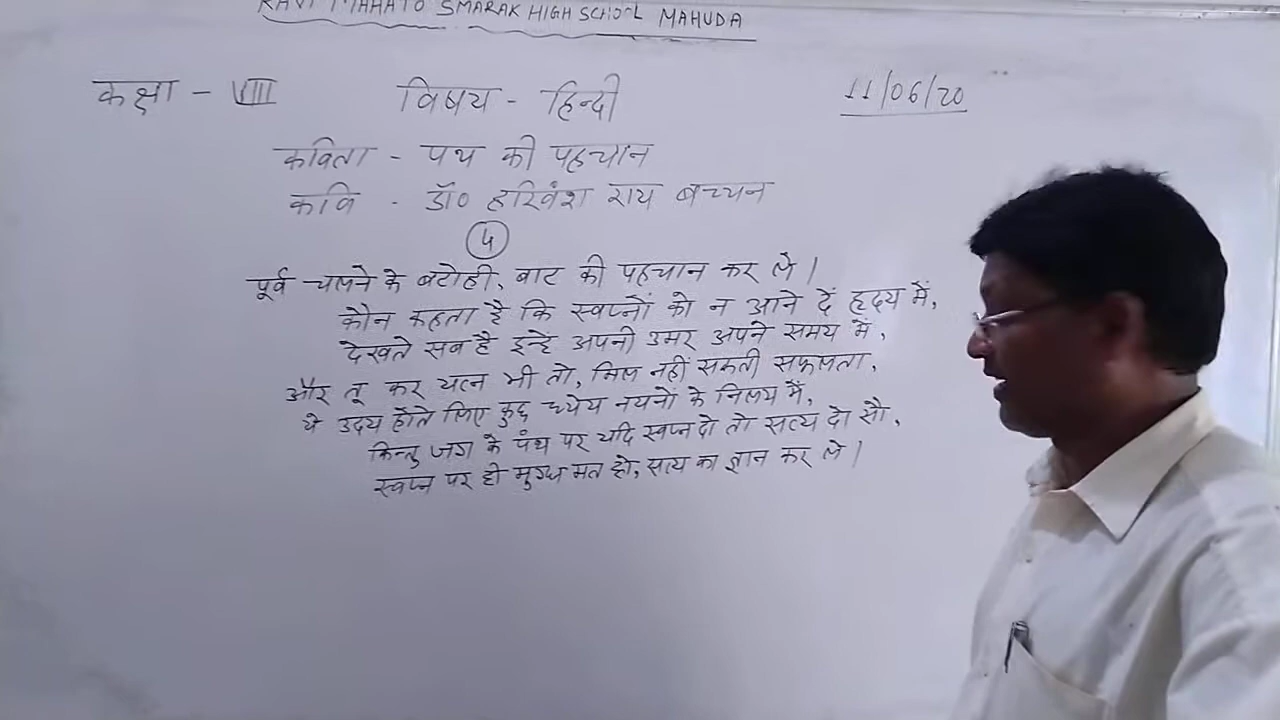 RAVI MAHATO SMARAK HIGH SCHOOL MAHUDA
कक्षा - VIII विषय - हिन्दी 11/06/20
कविता - पथ की पहचान
कवि - डॉ० हरिवंश राय बच्चन
4
पूर्व चलने के बटोही, बाट की पहचान कर ले।
कौन कहता है कि स्वप्नों को न आने दें हृदय में,
देखते सब है इन्हें अपनी उमर अपने समय में,
और तू कर यत्न भी तो, मिल नहीं सकती सफलता,
ये उदय होते लिए कुछ ध्येय नयनों के निलय में,
किन्तु जग के पंथ पर यदि स्वप्न दो तो सत्य दो सौ,
स्वप्न पर ही मुग्ध मत हो, सत्य का ज्ञान कर ले।